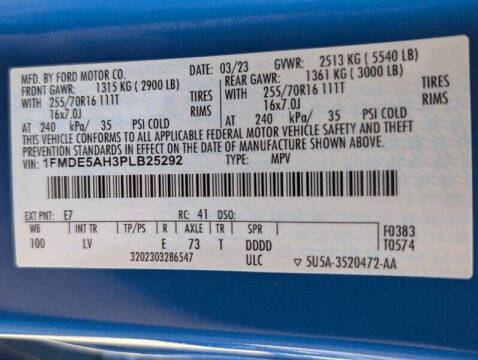 MFD. BY FORD MOTOR CO.
DATE: 03/23 GVWR: 2513 KG ( 5540 LB)
FRONT GAWR: 1315 KG ( 2900 LB) REAR GAWR: 1361 KG ( 3000 LB)
WITH 255/70R16 111T TIRES WITH 255/70R16 111T TIRES
16x7.0J RIMS 16x7.0J RIMS
AT 240 kPa/ 35 PSI COLD AT 240 kPa/ 35 PSI COLD
THIS VEHICLE CONFORMS TO ALL APPLICABLE FEDERAL MOTOR VEHICLE SAFETY AND THEFT
PREVENTION STANDARDS IN EFFECT ON THE DATE OF MANUFACTURE SHOWN ABOVE.
VIN: 1FMDE5AH3PLB25292 TYPE: MPV
EXT PNT: E7 RC: 41 DSO:
WB INT TR TP/PS R AXLE TR SPR F0383
100 LV E 73 T DDDD T0574
3202303286547 ULC ▽ 5U5A-3520472-AA